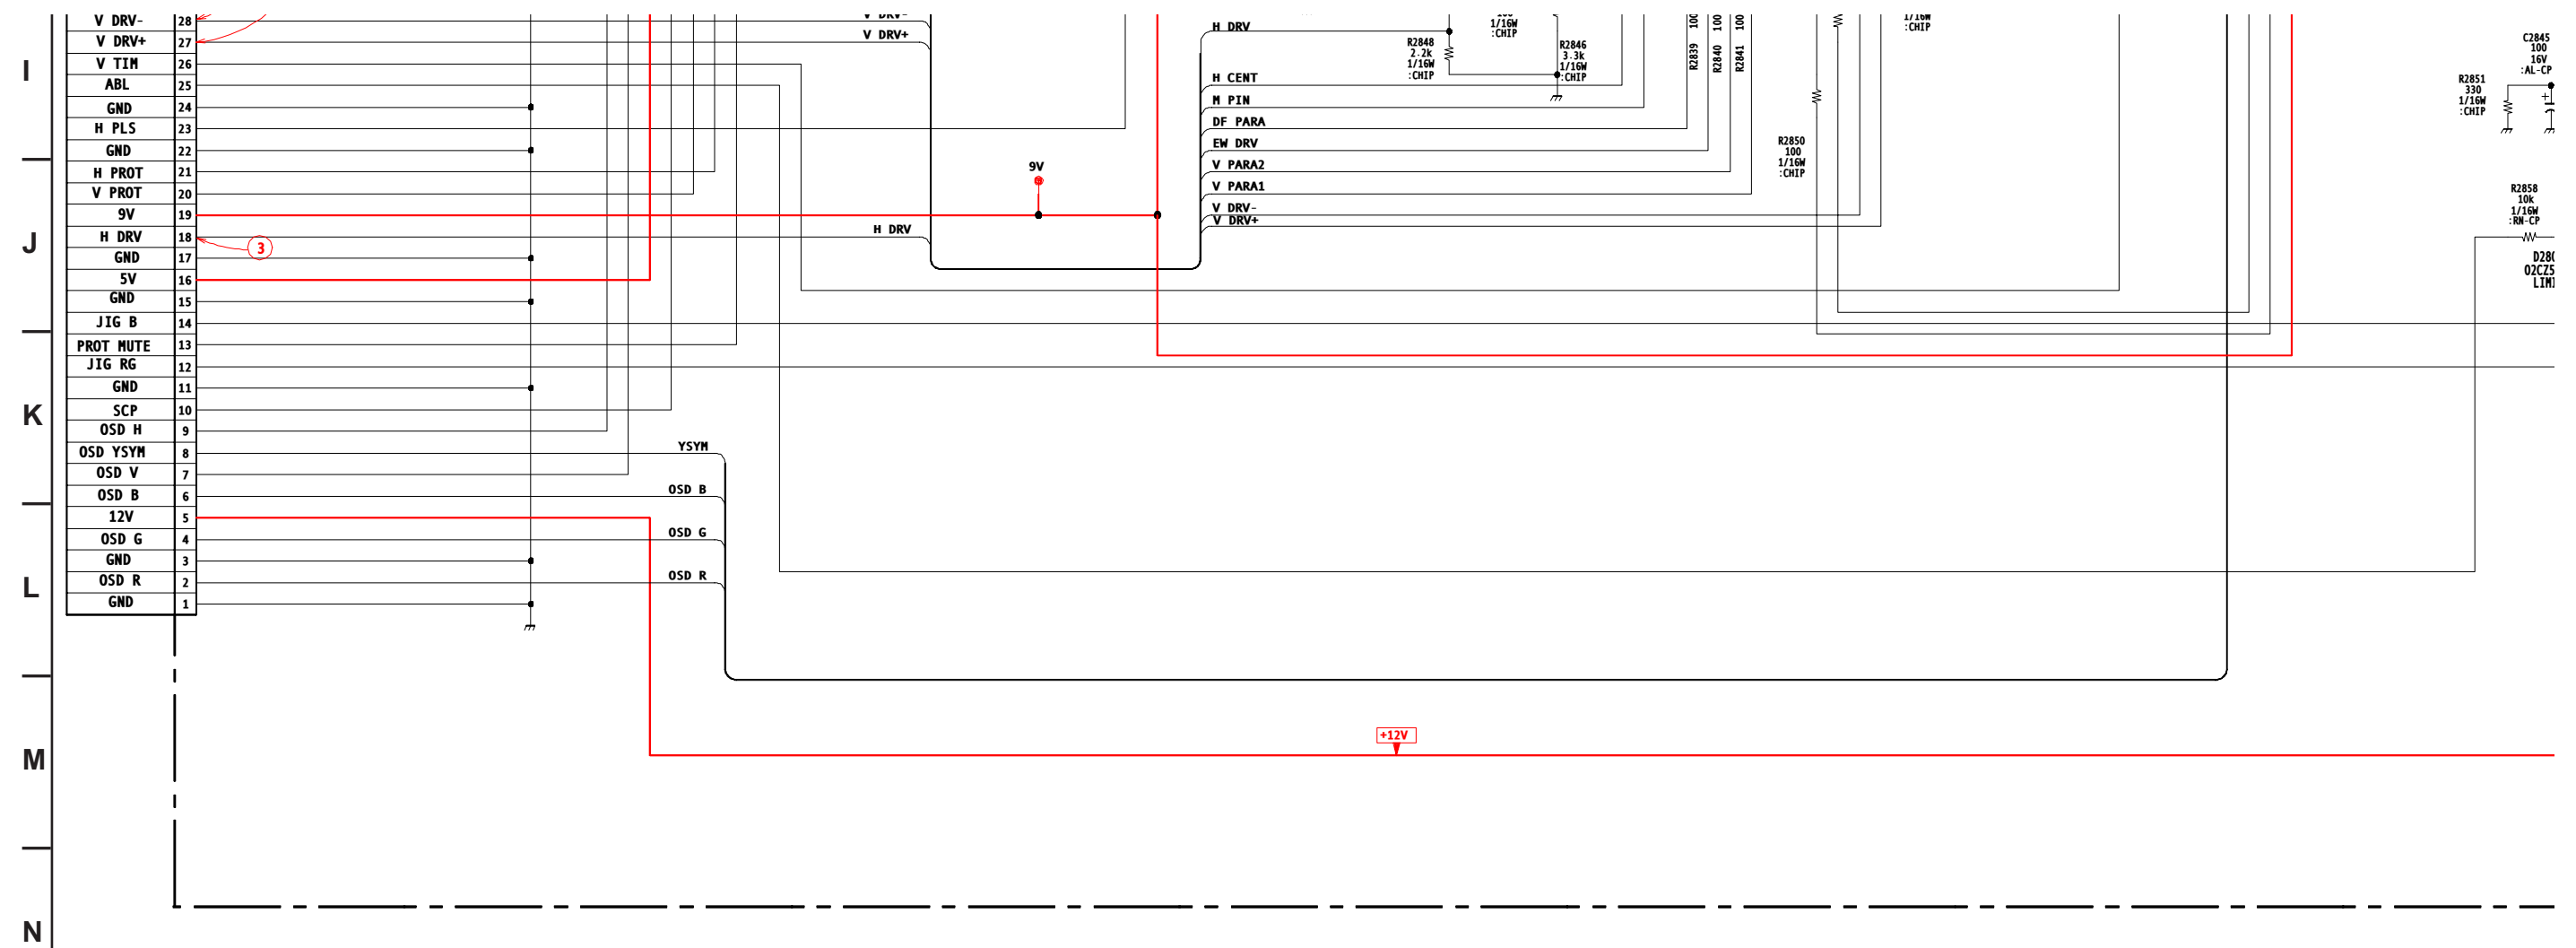 I
J
K
L
M
N
V DRV- 28
V DRV+ 27
V TIM 26
ABL 25
GND 24
H PLS 23
GND 22
H PROT 21
V PROT 20
9V 19
H DRV 18
GND 17
5V 16
GND 15
JIG B 14
PROT MUTE 13
JIG RG 12
GND 11
SCP 10
OSD H 9
OSD YSYM 8
OSD V 7
OSD B 6
12V 5
OSD G 4
GND 3
OSD R 2
GND 1
3
V DRV-
V DRV+
H DRV
YSYM
OSD B
OSD G
OSD R
9V
H DRV
H CENT
M PIN
DF PARA
EW DRV
V PARA2
V PARA1
V DRV-
V DRV+
R2848
2.2k
1/16W
:CHIP
1/16W
:CHIP
R2846
3.3k
1/16W
:CHIP
R2839 100
R2840 100
R2841 100
R2850
100
1/16W
:CHIP
1/16W
:CHIP
C2845
100
16V
:AL-CP
R2851
330
1/16W
:CHIP
+
R2858
10k
1/16W
:RN-CP
+12V